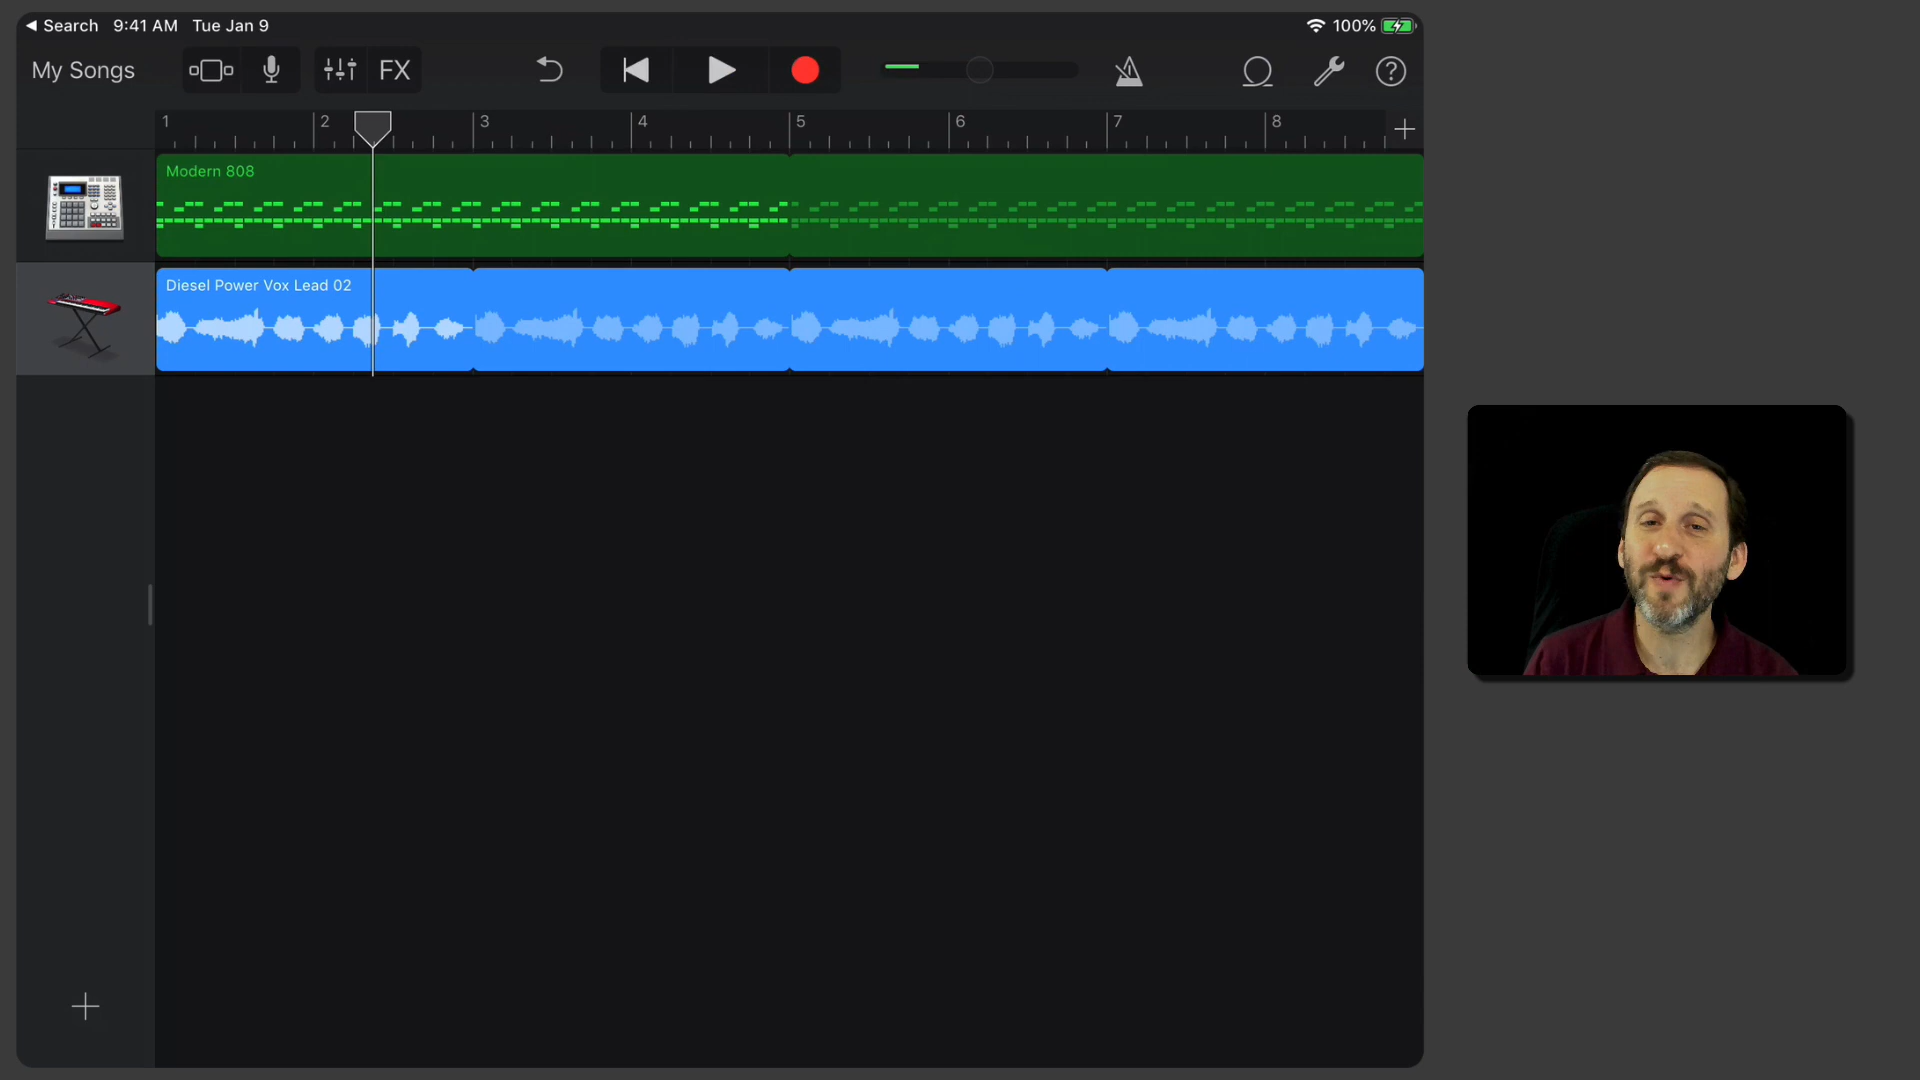 ◀ Search 9:41 AM Tue Jan 9 100%
My Songs FX ?
1 2 3 4 5 6 7 8 +
Modern 808
Diesel Power Vox Lead 02
+